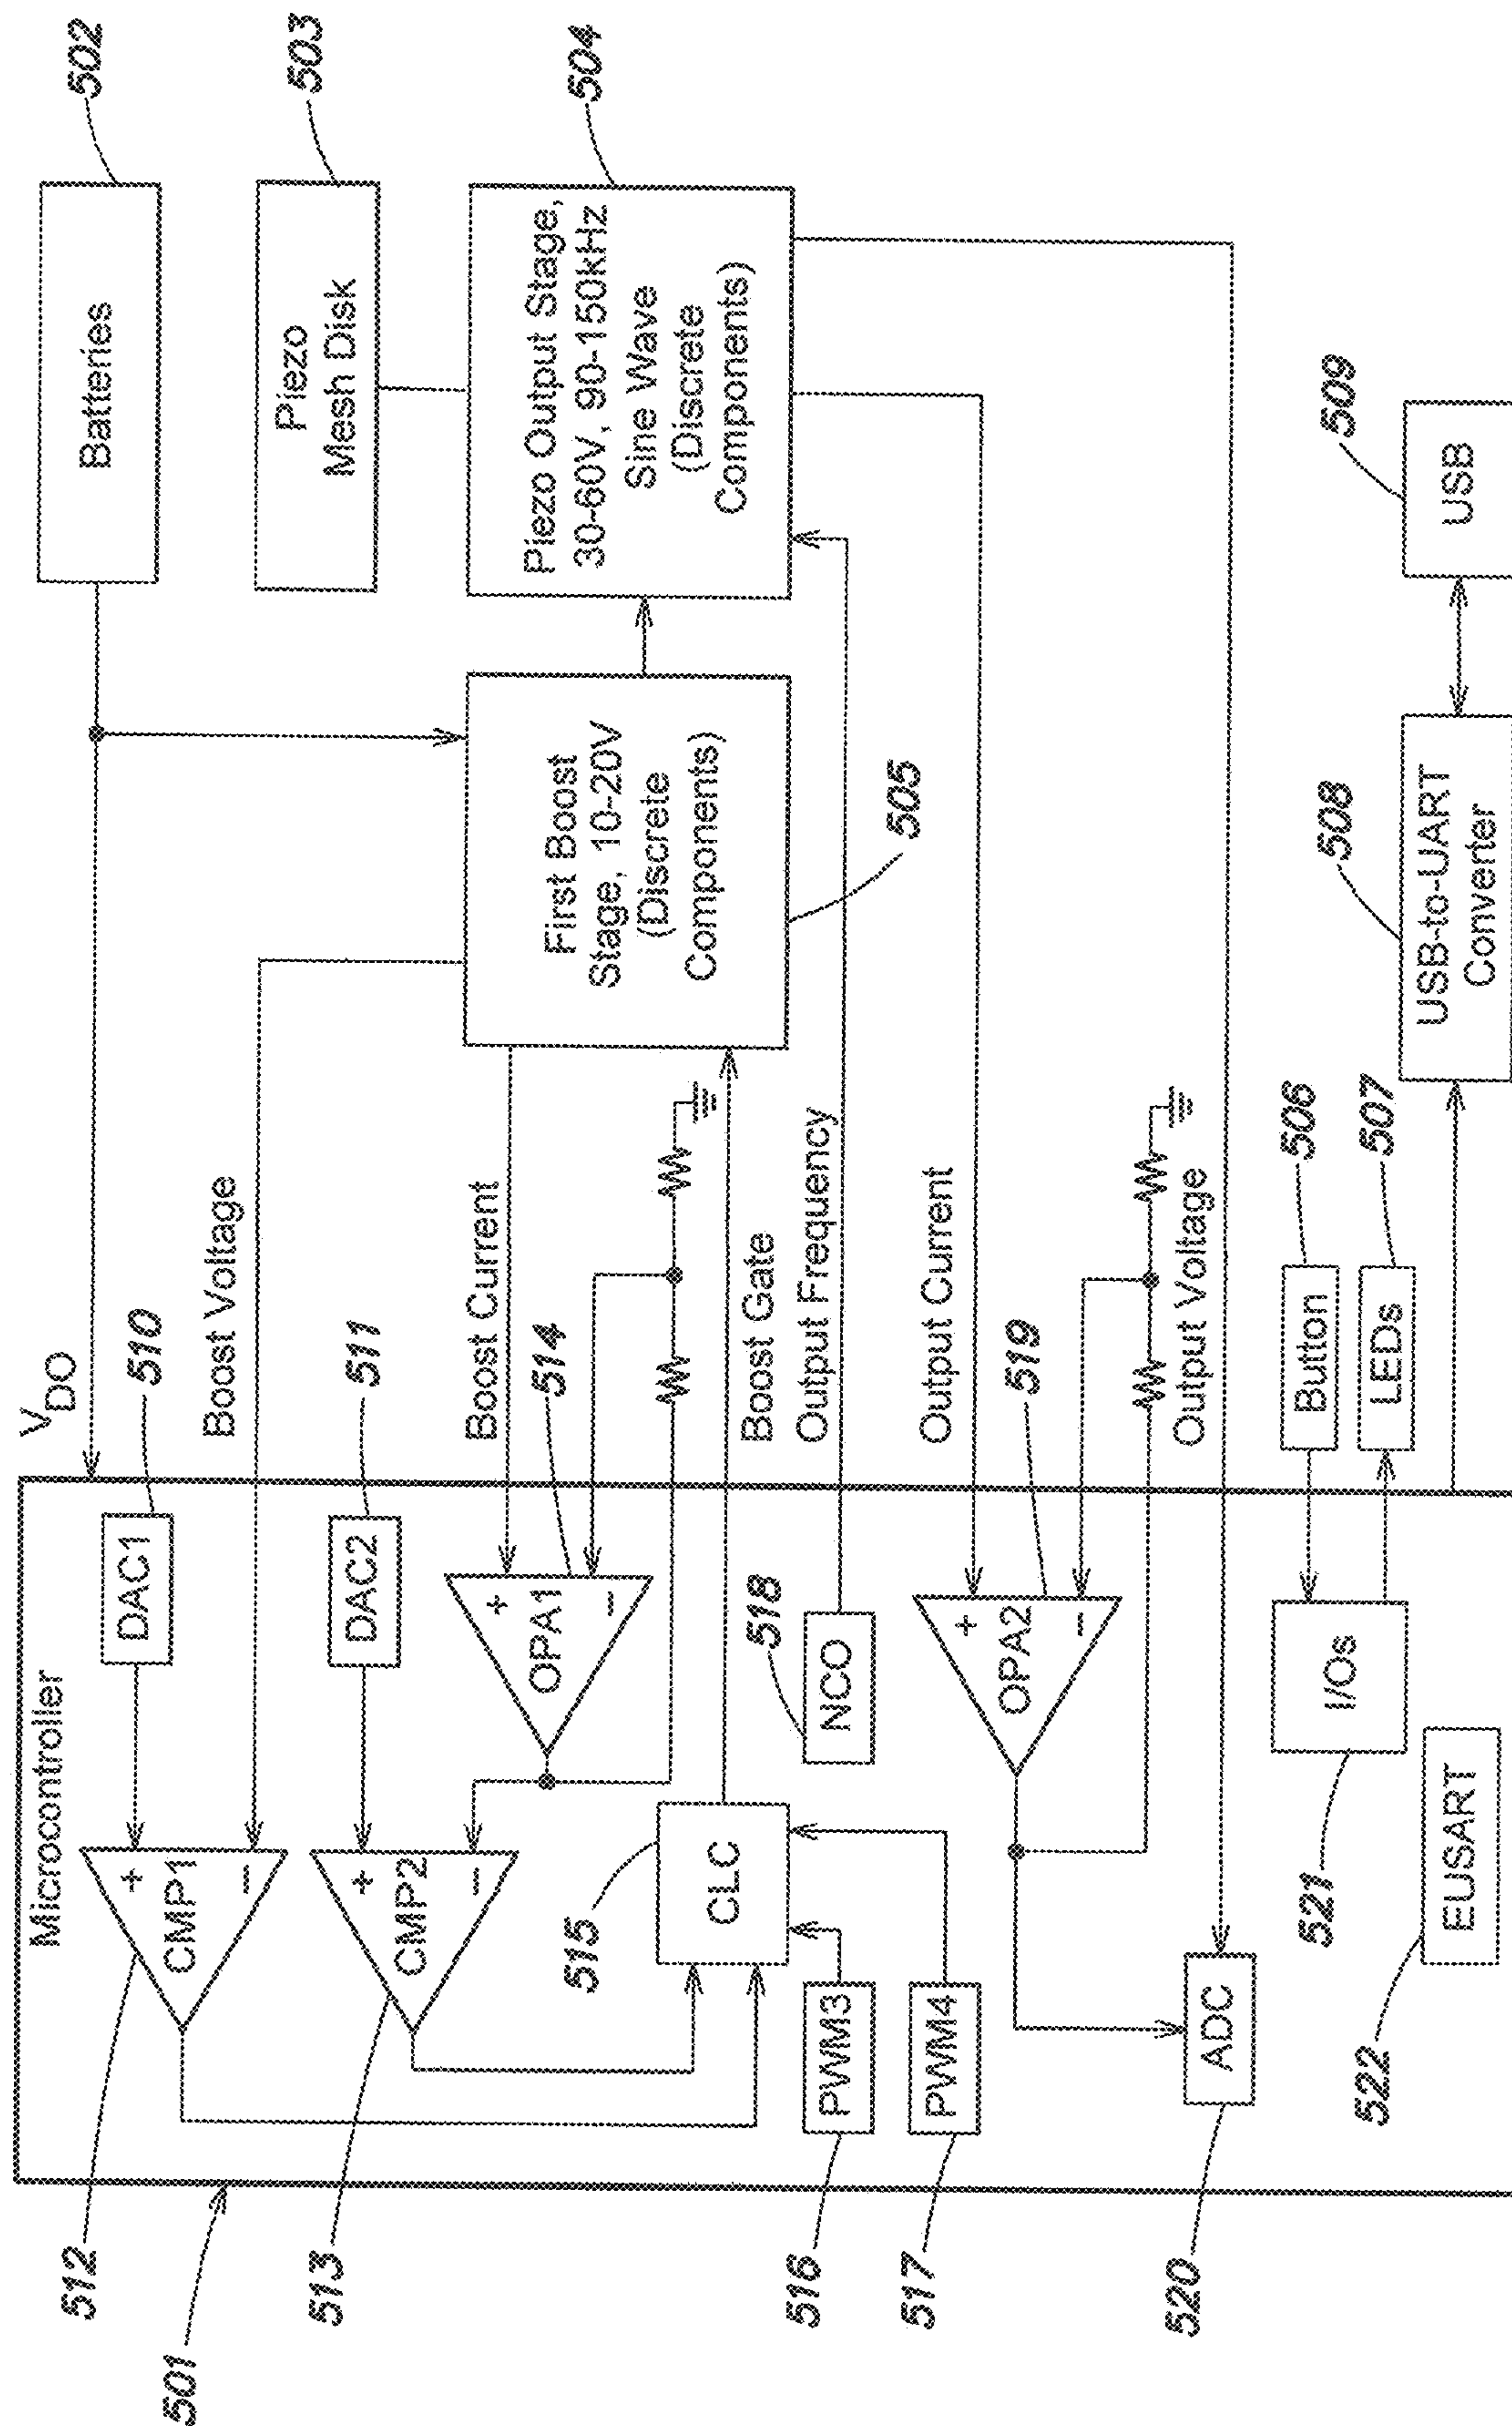 501
Microcontroller
512
CMP1
+
−
DAC1
510
V
DO
Batteries
502
Boost Voltage
513
CMP2
+
−
DAC2
511
Piezo
Mesh Disk
503
Boost Current
OPA1
+
−
514
First Boost
Stage, 10-20V
(Discrete
Components)
505
Piezo Output Stage,
30-60V, 90-150kHz
Sine Wave
(Discrete
Components)
504
515
CLC
Boost Gate
516
PWM3
518
NCO
Output Frequency
517
PWM4
OPA2
+
−
519
Output Current
520
ADC
Output Voltage
521
I/Os
Button
506
LEDs
507
522
EUSART
508
USB-to-UART
Converter
509
USB